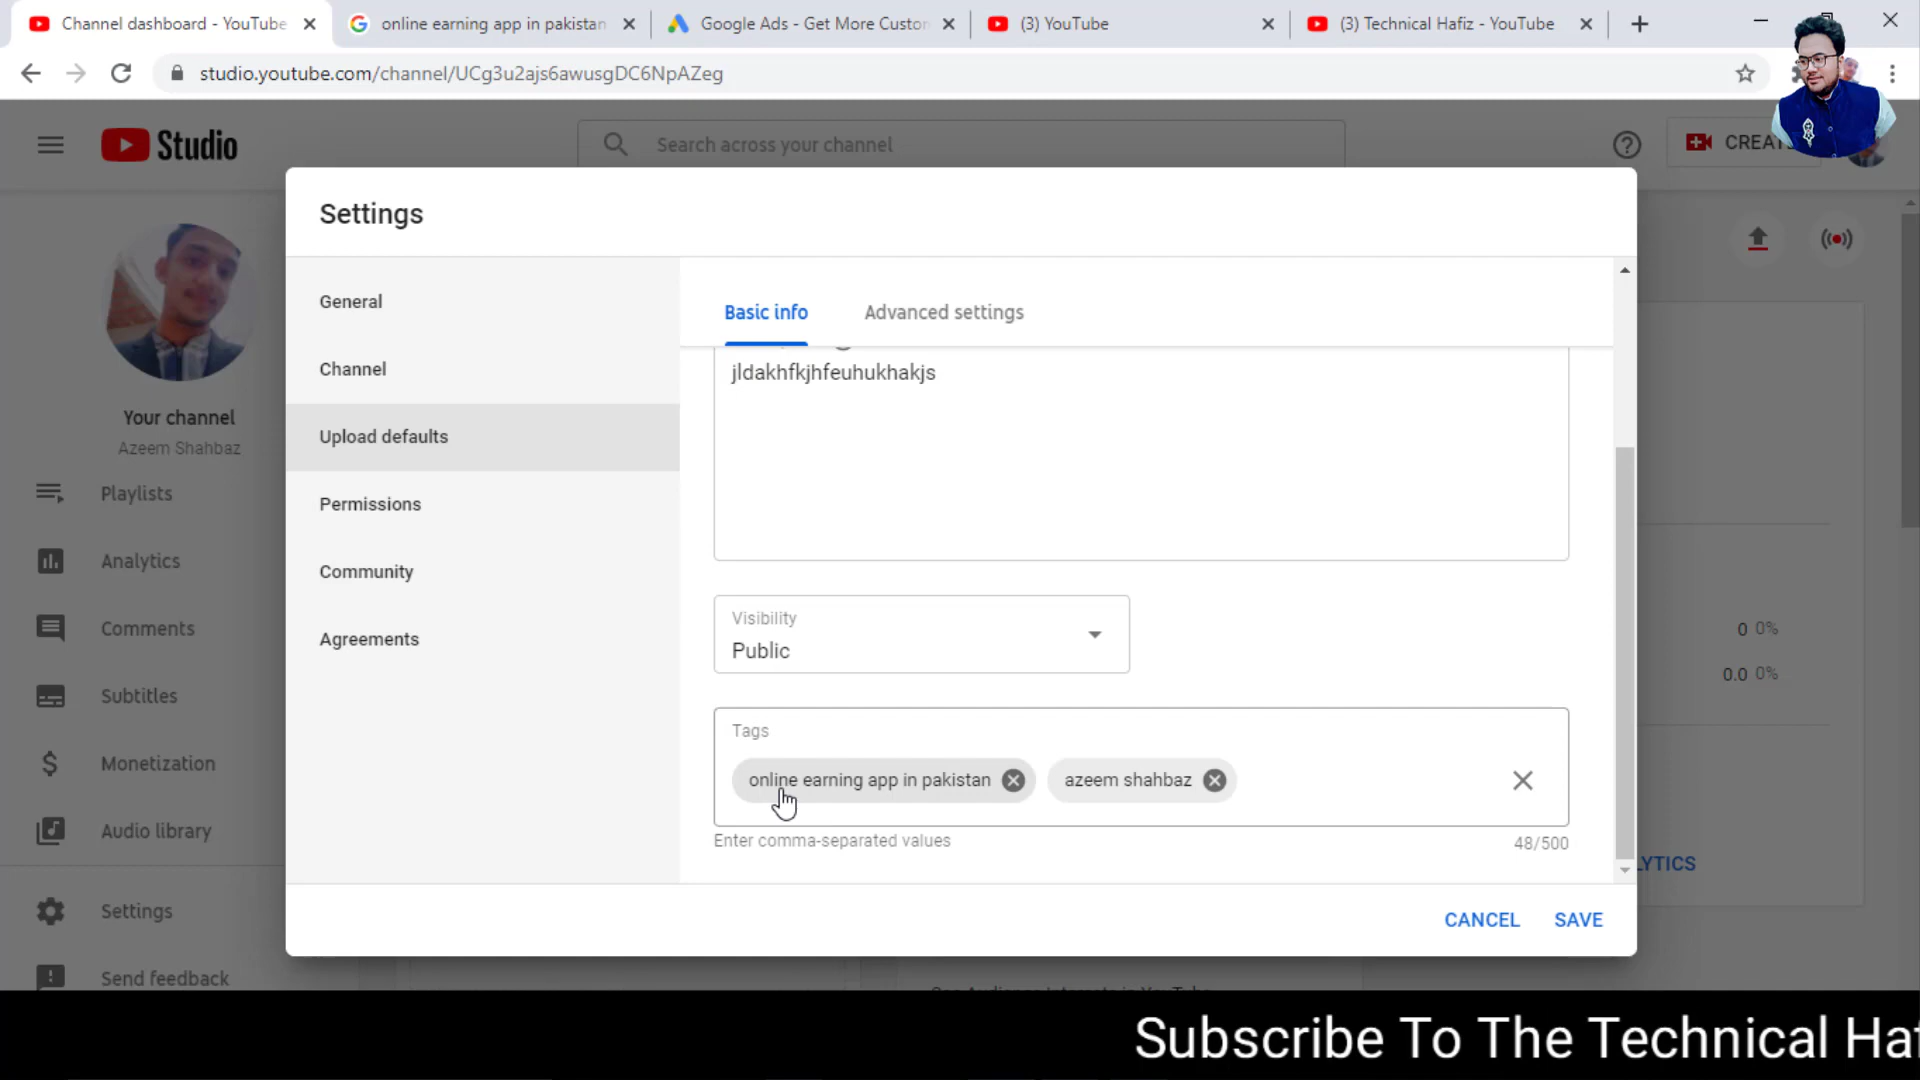 Channel dashboard - YouTube
online earning app in pakistan
Google Ads - Get More Custon
(3) YouTube
(3) Technical Hafiz - YouTube
studio.youtube.com/channel/UCg3u2ajs6awusgDC6NpAZeg
Studio
Search across your channel
CREATE
Settings
Your channel
Azeem Shahbaz
Playlists
Analytics
Comments
Subtitles
Monetization
Audio library
Settings
Send feedback
General
Channel
Upload defaults
Permissions
Community
Agreements
Basic info
Advanced settings
jldakhfkjhfeuhukhakjs
Visibility
Public
Tags
online earning app in pakistan
azeem shahbaz
Enter comma-separated values
48/500
0 0%
0.0 0%
LYTICS
CANCEL
SAVE
Subscribe To The Technical Haf